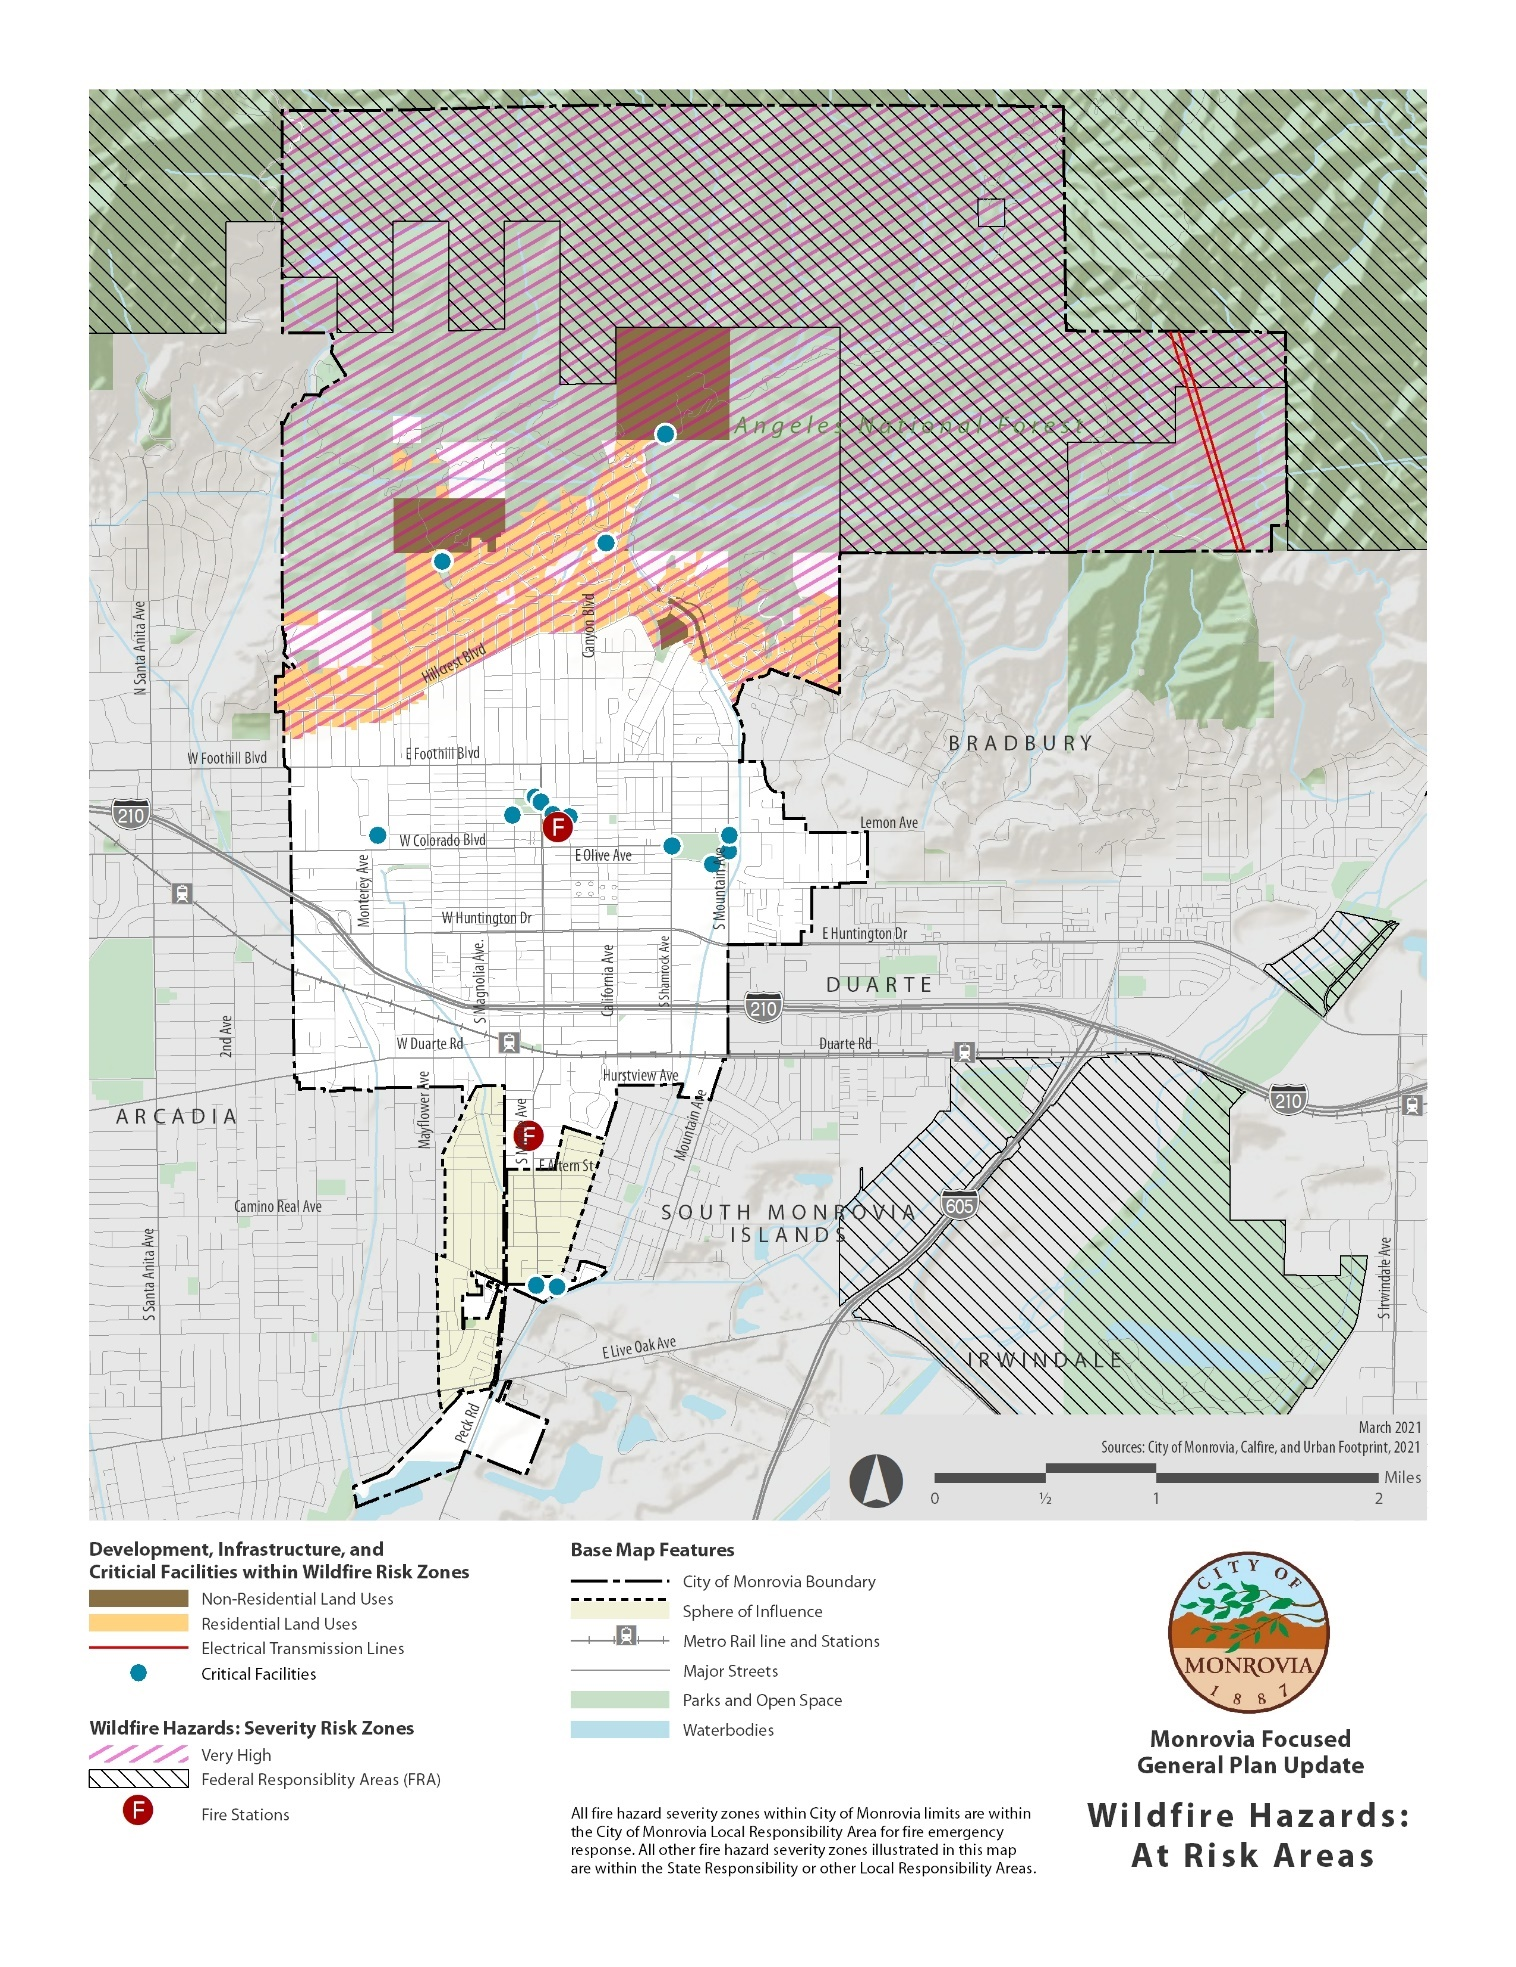 Angeles National Forest
N Santa Anita Ave
Canyon Blvd
Hillcrest Blvd
BRADBURY
W Foothill Blvd
E Foothill Blvd
210
F
Lemon Ave
W Colorado Blvd
E Olive Ave
Monterey Ave
S Mountain Ave
W Huntington Dr
E Huntington Dr
S Magnolia Ave.
California Ave
S Shamrock Ave
DUARTE
210
2nd Ave
W Duarte Rd
Duarte Rd
Hurstview Ave
210
ARCADIA
Mayflower Ave
Mountain Ave
F
Camino Real Ave
605
SOUTH MONROVIA
ISLANDS
S Santa Anita Ave
S Irwindale Ave
E Live Oak Ave
IRWINDALE
Peck Rd
March 2021
Sources: City of Monrovia, Calfire, and Urban Footprint, 2021
Miles
0 ½ 1 2
Development, Infrastructure, and
Criticial Facilities within Wildfire Risk Zones
Non-Residential Land Uses
Residential Land Uses
Electrical Transmission Lines
Critical Facilities
Wildfire Hazards: Severity Risk Zones
Very High
Federal Responsiblity Areas (FRA)
F Fire Stations
Base Map Features
City of Monrovia Boundary
Sphere of Influence
Metro Rail line and Stations
Major Streets
Parks and Open Space
Waterbodies
All fire hazard severity zones within City of Monrovia limits are within
the City of Monrovia Local Responsibility Area for fire emergency
response. All other fire hazard severity zones illustrated in this map
are within the State Responsibility or other Local Responsibility Areas.
CITY OF
MONROVIA
1887
Monrovia Focused
General Plan Update
Wildfire Hazards:
At Risk Areas